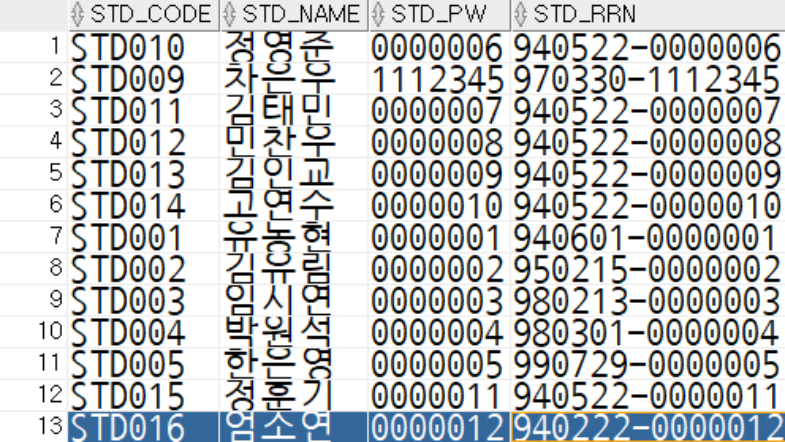 STD_CODE STD_NAME STD_PW STD_RRN
1 STD010 정영준 0000006 940522-0000006
2 STD009 차은우 1112345 970330-1112345
3 STD011 김태민 0000007 940522-0000007
4 STD012 민찬우 0000008 940522-0000008
5 STD013 김인교 0000009 940522-0000009
6 STD014 고연수 0000010 940522-0000010
7 STD001 유동현 0000001 940601-0000001
8 STD002 김유림 0000002 950215-0000002
9 STD003 임시연 0000003 980213-0000003
10 STD004 박원석 0000004 980301-0000004
11 STD005 한은영 0000005 990729-0000005
12 STD015 정훈기 0000011 940522-0000011
13 STD016 엄소연 0000012 940222-0000012